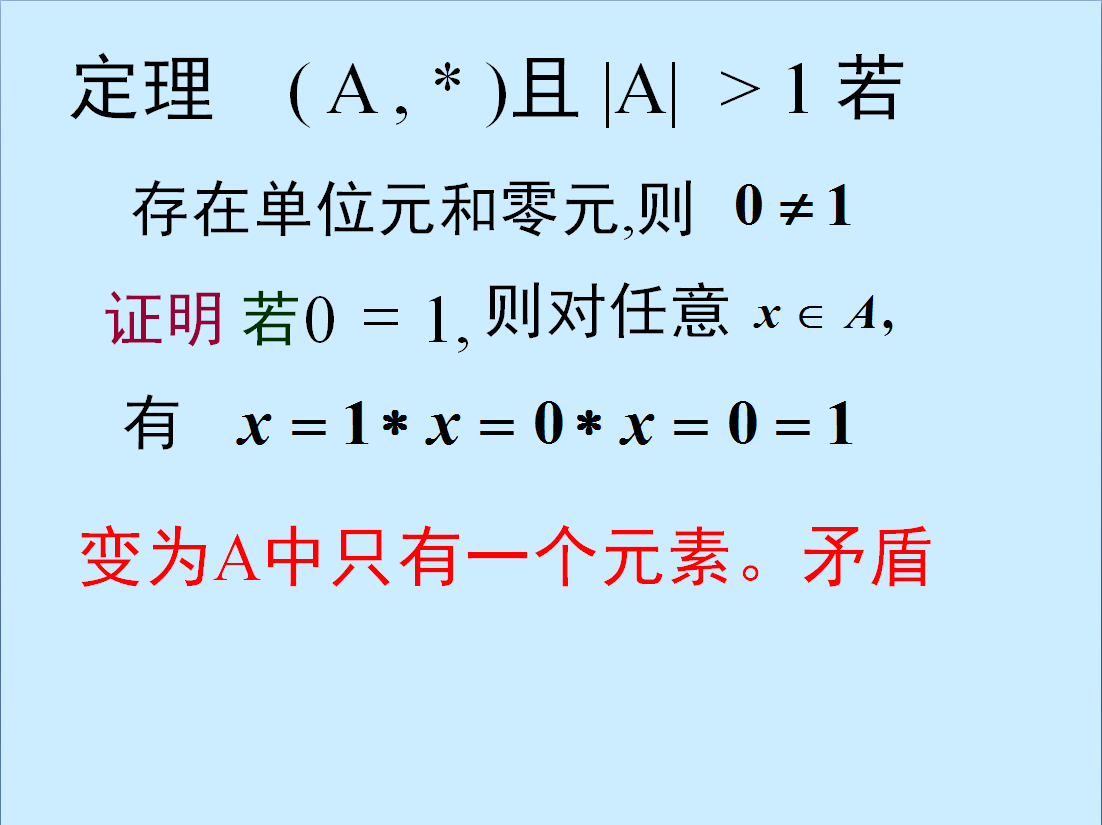 定理 ( A , * )且 |A| > 1 若
存在单位元和零元,则 0 ≠ 1
证明 若0 = 1, 则对任意 x ∈ A,
有 x = 1 * x = 0 * x = 0 = 1
变为A中只有一个元素。矛盾